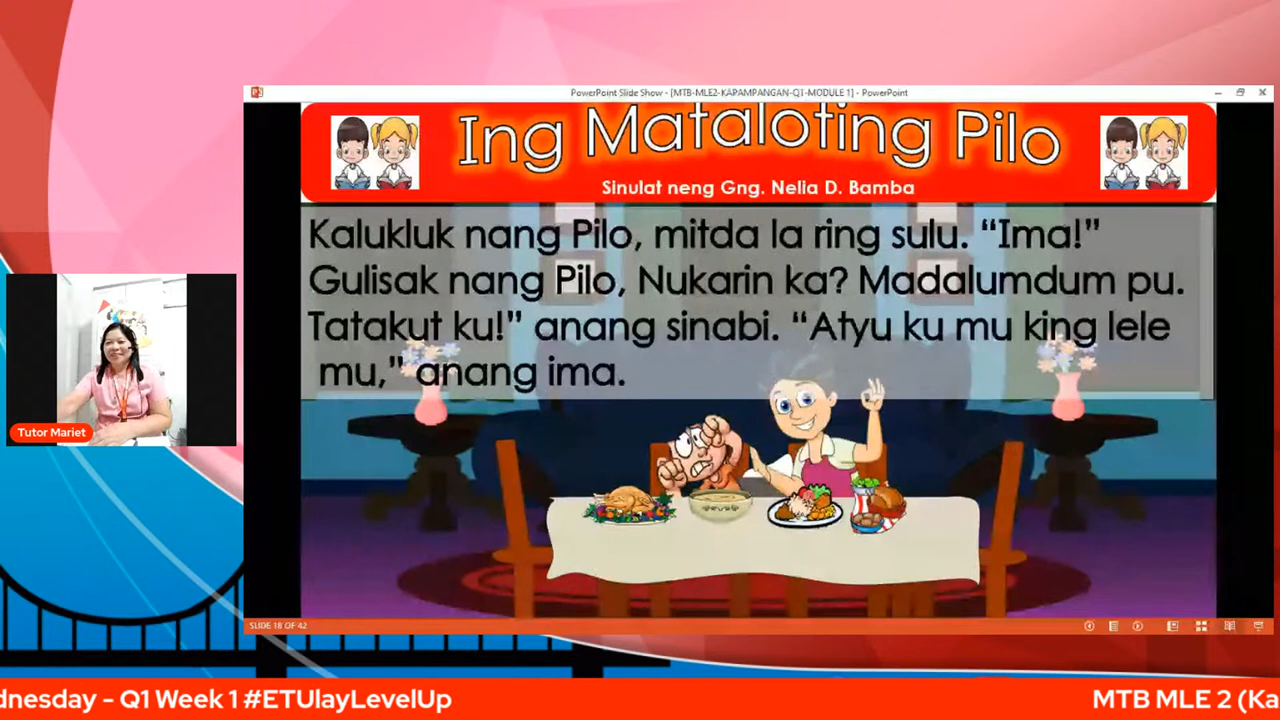 PowerPoint Slide Show - [MTB-MLE2-KAPAMPANGAN-Q1-MODULE 1] - PowerPoint
Ing Mataloting Pilo
Sinulat neng Gng. Nelia D. Bamba
Kalukluk nang Pilo, mitda la ring sulu. “Ima!”
Gulisak nang Pilo, Nukarin ka? Madalumdum pu.
Tatakut ku!” anang sinabi. “Atyu ku mu king lele
mu,” anang ima.
Tutor Mariet
SLIDE 18 OF 42
dnesday - Q1 Week 1 #ETUlayLevelUp
MTB MLE 2 (Ka